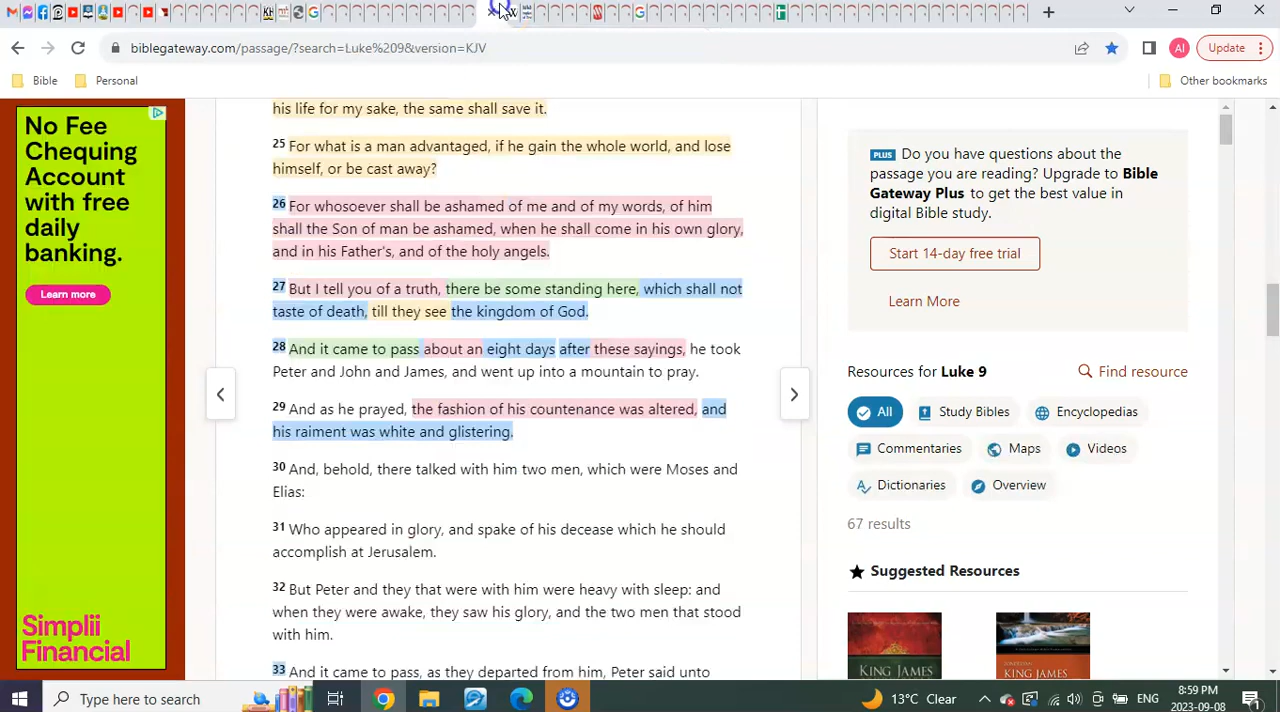 biblegateway.com/passage/?search=Luke%209&version=KJV
AI
Update
Bible
Personal
Other bookmarks
No Fee
Chequing
Account
with free
daily
banking.
Learn more
Simplii
Financial
his life for my sake, the same shall save it.
25 For what is a man advantaged, if he gain the whole world, and lose
himself, or be cast away?
26 For whosoever shall be ashamed of me and of my words, of him
shall the Son of man be ashamed, when he shall come in his own glory,
and in his Father's, and of the holy angels.
27 But I tell you of a truth, there be some standing here, which shall not
taste of death, till they see the kingdom of God.
28 And it came to pass about an eight days after these sayings, he took
Peter and John and James, and went up into a mountain to pray.
29 And as he prayed, the fashion of his countenance was altered, and
his raiment was white and glistering.
30 And, behold, there talked with him two men, which were Moses and
Elias:
31 Who appeared in glory, and spake of his decease which he should
accomplish at Jerusalem.
32 But Peter and they that were with him were heavy with sleep: and
when they were awake, they saw his glory, and the two men that stood
with him.
33 And it came to pass, as they departed from him, Peter said unto
PLUS Do you have questions about the
passage you are reading? Upgrade to Bible
Gateway Plus to get the best value in
digital Bible study.
Start 14-day free trial
Learn More
Resources for Luke 9
Find resource
All
Study Bibles
Encyclopedias
Commentaries
Maps
Videos
Dictionaries
Overview
67 results
Suggested Resources
KING JAMES
KING JAMES
Type here to search
13°C Clear
ENG
8:59 PM
2023-09-08
1